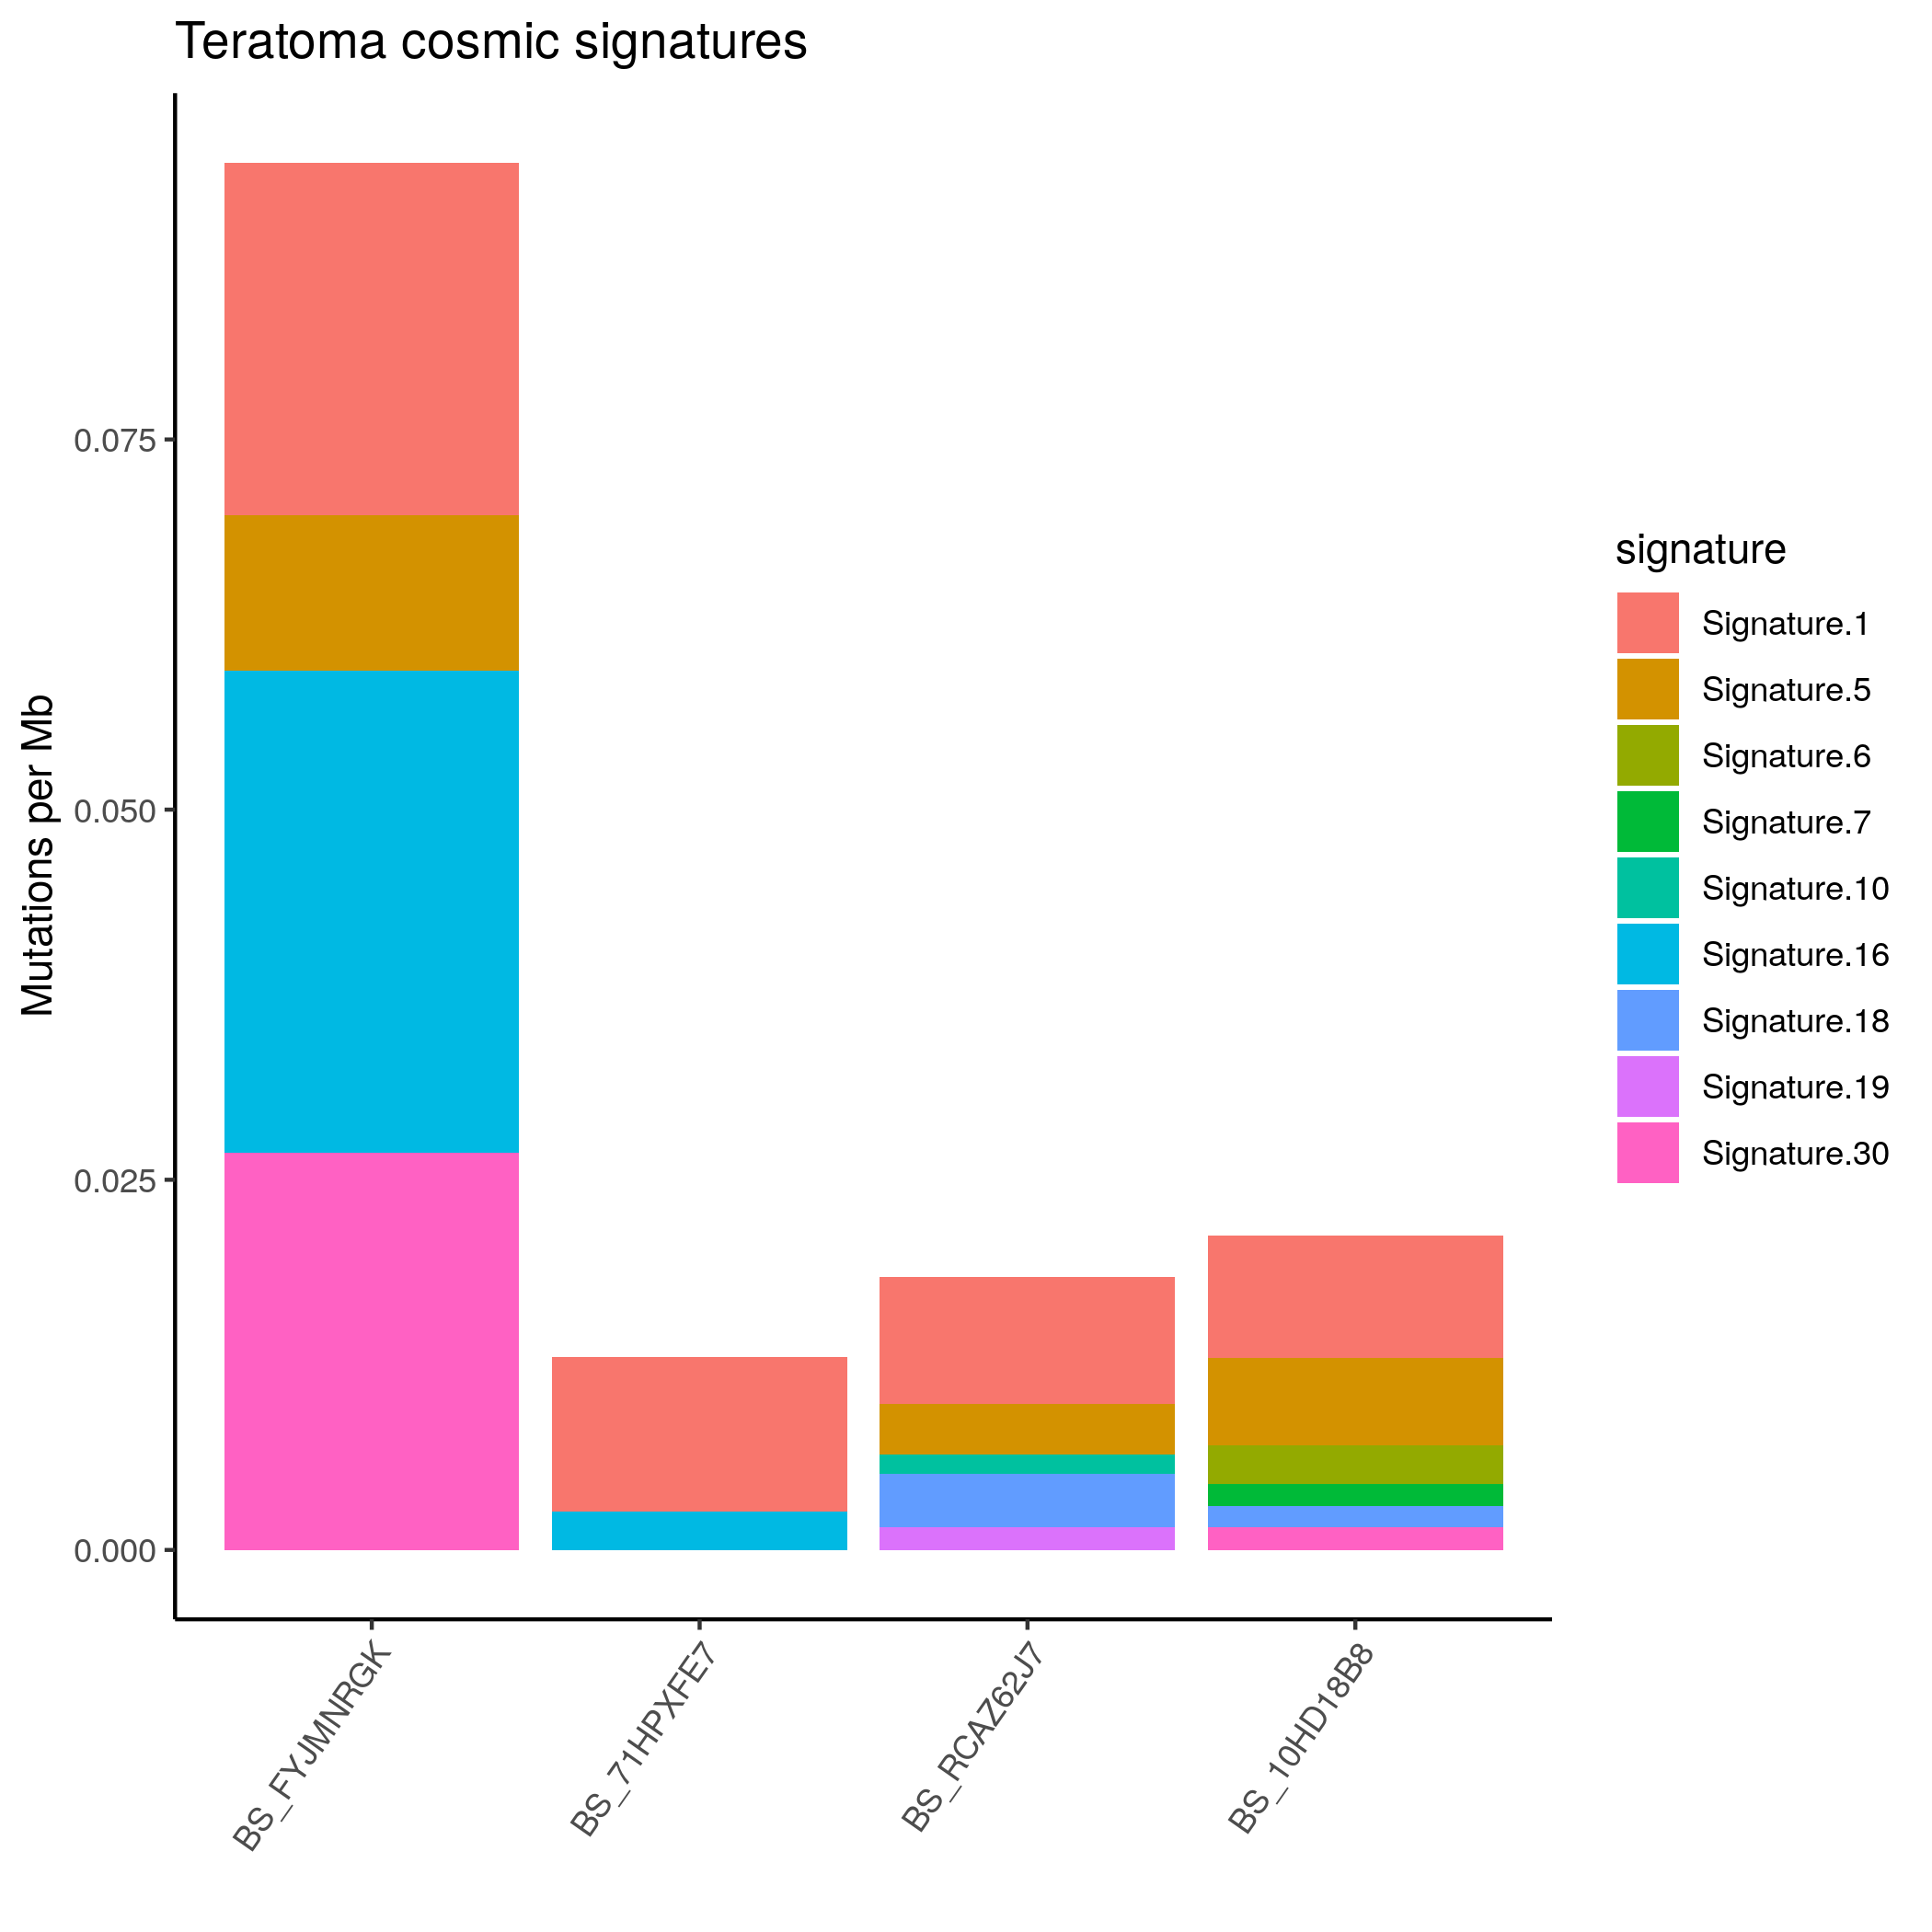 Teratoma cosmic signatures
Mutations per Mb
0.075
0.050
0.025
0.000
BS_FYJMNRGK
BS_71HPXFE7
BS_RCAZ62J7
BS_10HD18B8
signature
Signature.1
Signature.5
Signature.6
Signature.7
Signature.10
Signature.16
Signature.18
Signature.19
Signature.30